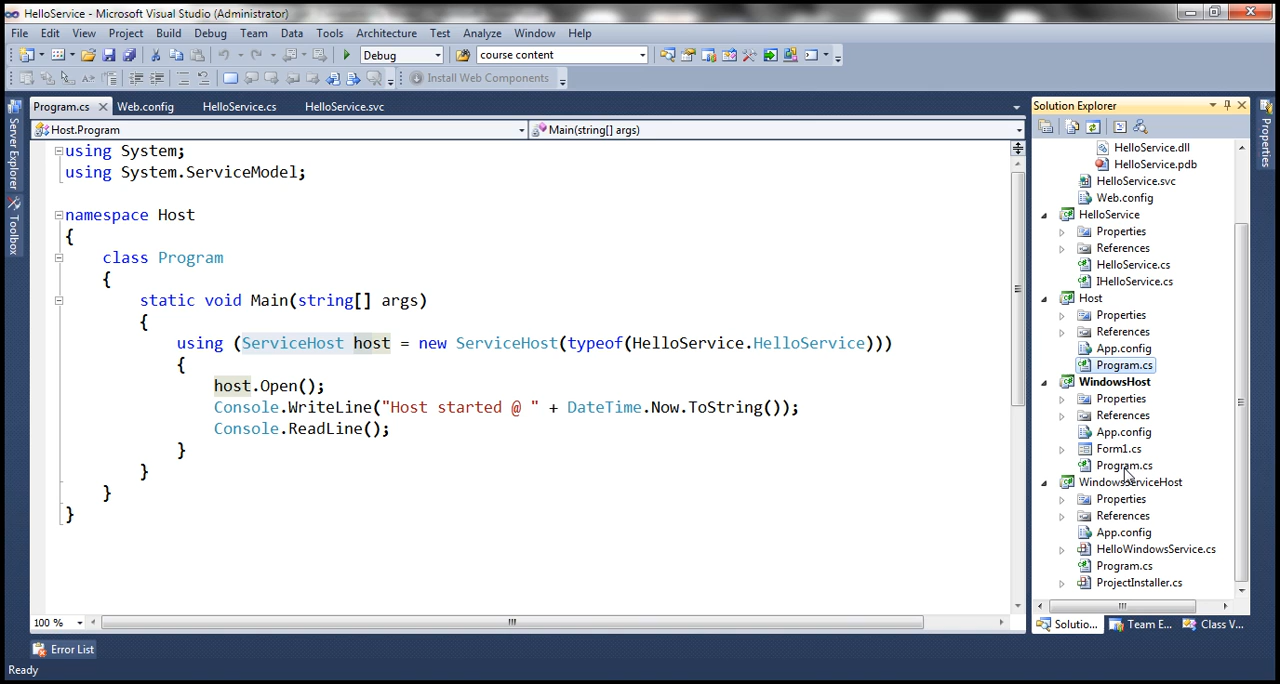 HelloService - Microsoft Visual Studio (Administrator)
File Edit View Project Build Debug Team Data Tools Architecture Test Analyze Window Help
Debug course content
Install Web Components
Program.cs Web.config HelloService.cs HelloService.svc
Host.Program Main(string[] args)
using System;
using System.ServiceModel;
namespace Host
{
class Program
{
static void Main(string[] args)
{
using (ServiceHost host = new ServiceHost(typeof(HelloService.HelloService)))
{
host.Open();
Console.WriteLine("Host started @ " + DateTime.Now.ToString());
Console.ReadLine();
}
}
}
}
100 %
Error List
Ready
Server Explorer
Toolbox
Solution Explorer
HelloService.dll
HelloService.pdb
HelloService.svc
Web.config
HelloService
Properties
References
HelloService.cs
IHelloService.cs
Host
Properties
References
App.config
Program.cs
WindowsHost
Properties
References
App.config
Form1.cs
Program.cs
WindowsServiceHost
Properties
References
App.config
HelloWindowsService.cs
Program.cs
ProjectInstaller.cs
Solutio... Team E... Class V...
Properties